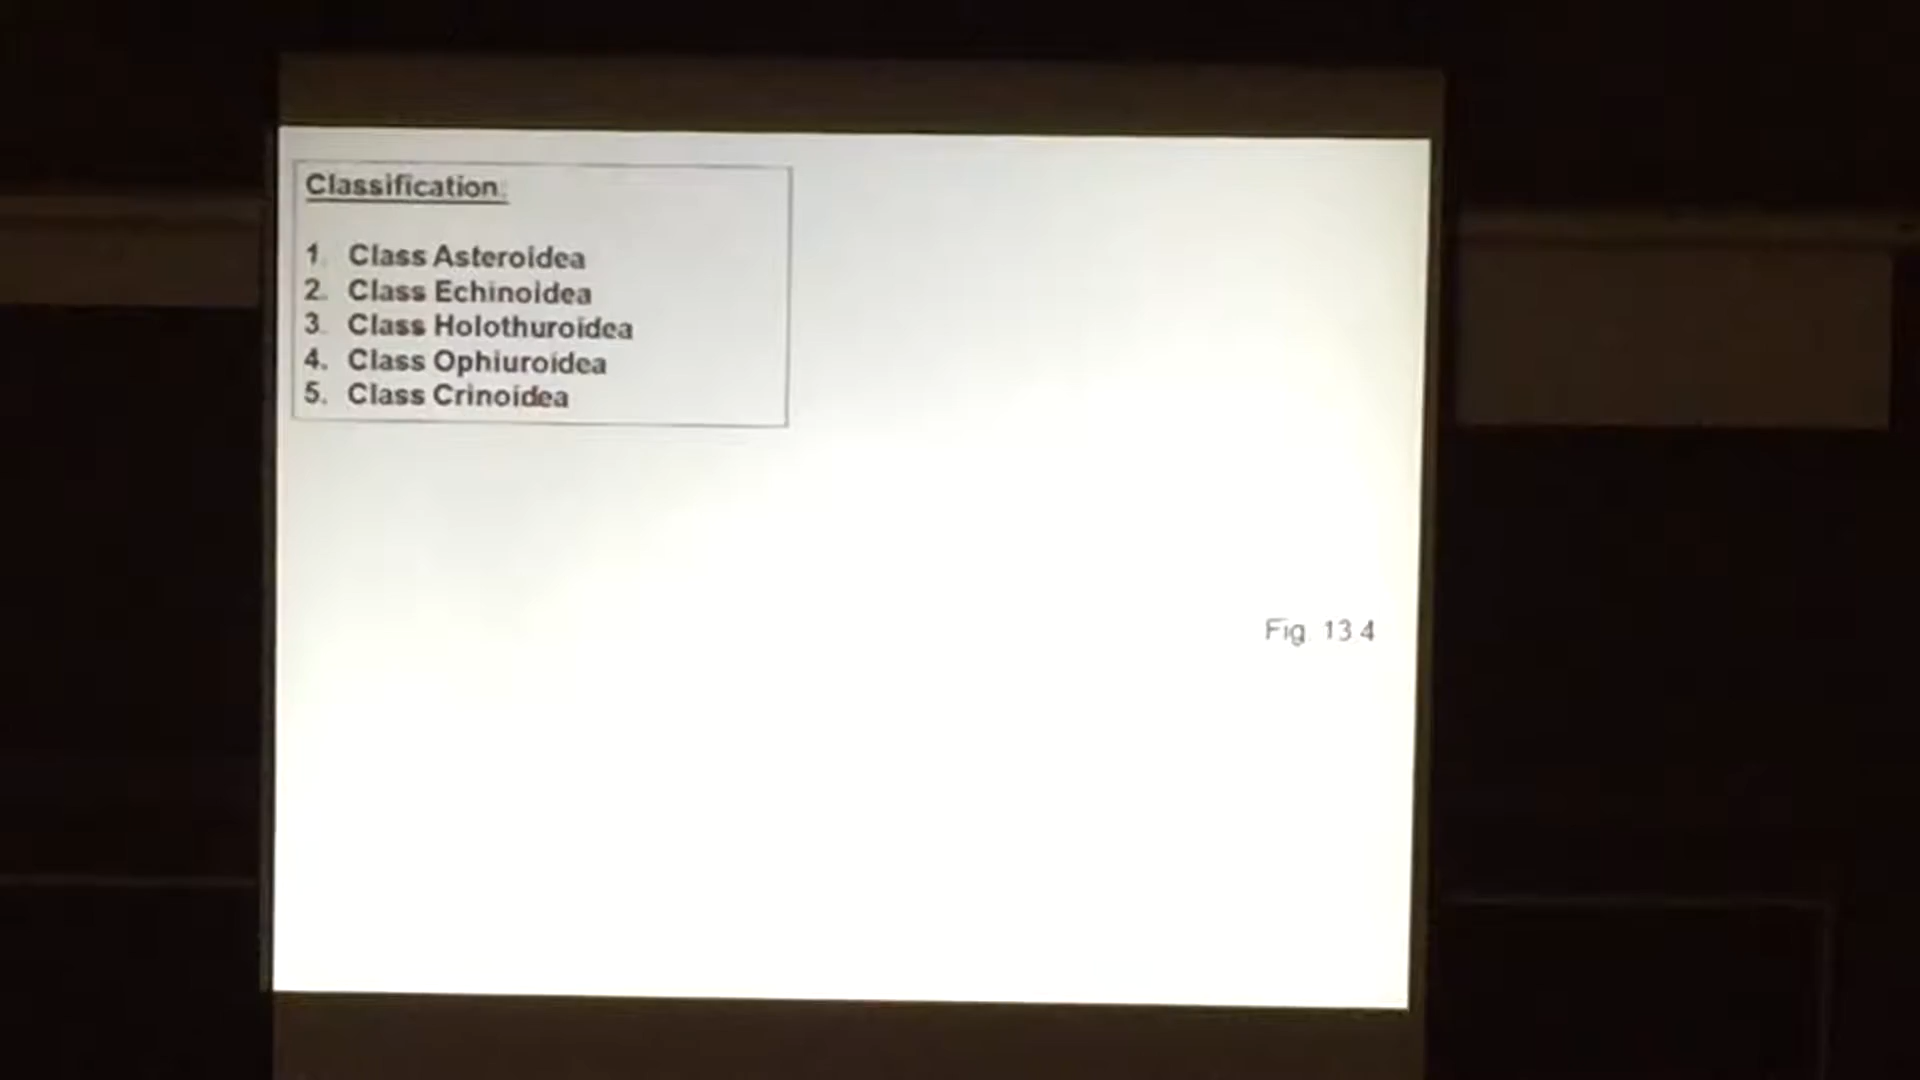 Classification:
1. Class Asteroidea
2. Class Echinoidea
3. Class Holothuroidea
4. Class Ophiuroidea
5. Class Crinoidea
Fig. 13.4